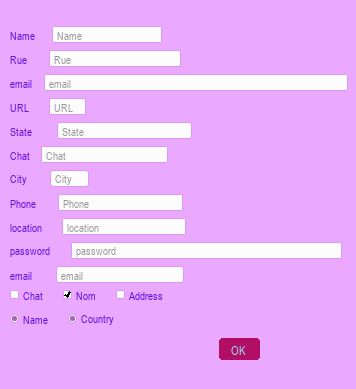 Name Name
Rue Rue
email email
URL URL
State State
Chat Chat
City City
Phone Phone
location location
password password
email email
Chat Nom Address
Name Country
OK